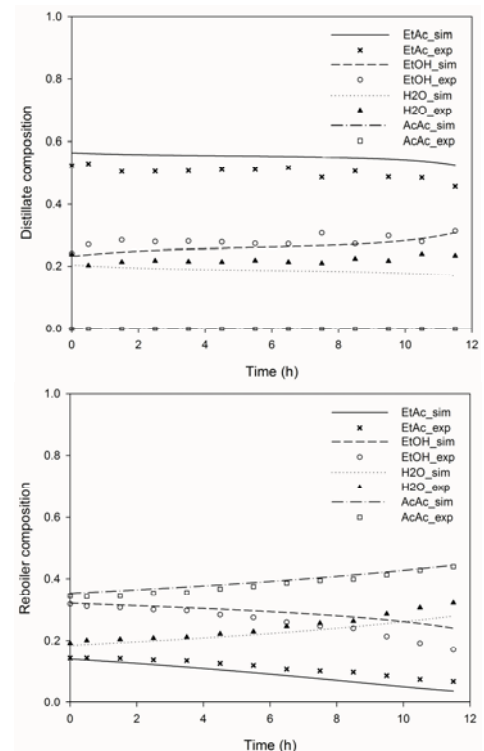 1.0
0.8
0.6
0.4
0.2
0.0
Distillate composition
EtAc_sim
EtAc_exp
EtOH_sim
EtOH_exp
H2O_sim
H2O_exp
AcAc_sim
AcAc_exp
0 2 4 6 8 10 12
Time (h)
1.0
0.8
0.6
0.4
0.2
0.0
Reboiler composition
EtAc_sim
EtAc_exp
EtOH_sim
EtOH_exp
H2O_sim
H2O_exp
AcAc_sim
AcAc_exp
0 2 4 6 8 10 12
Time (h)